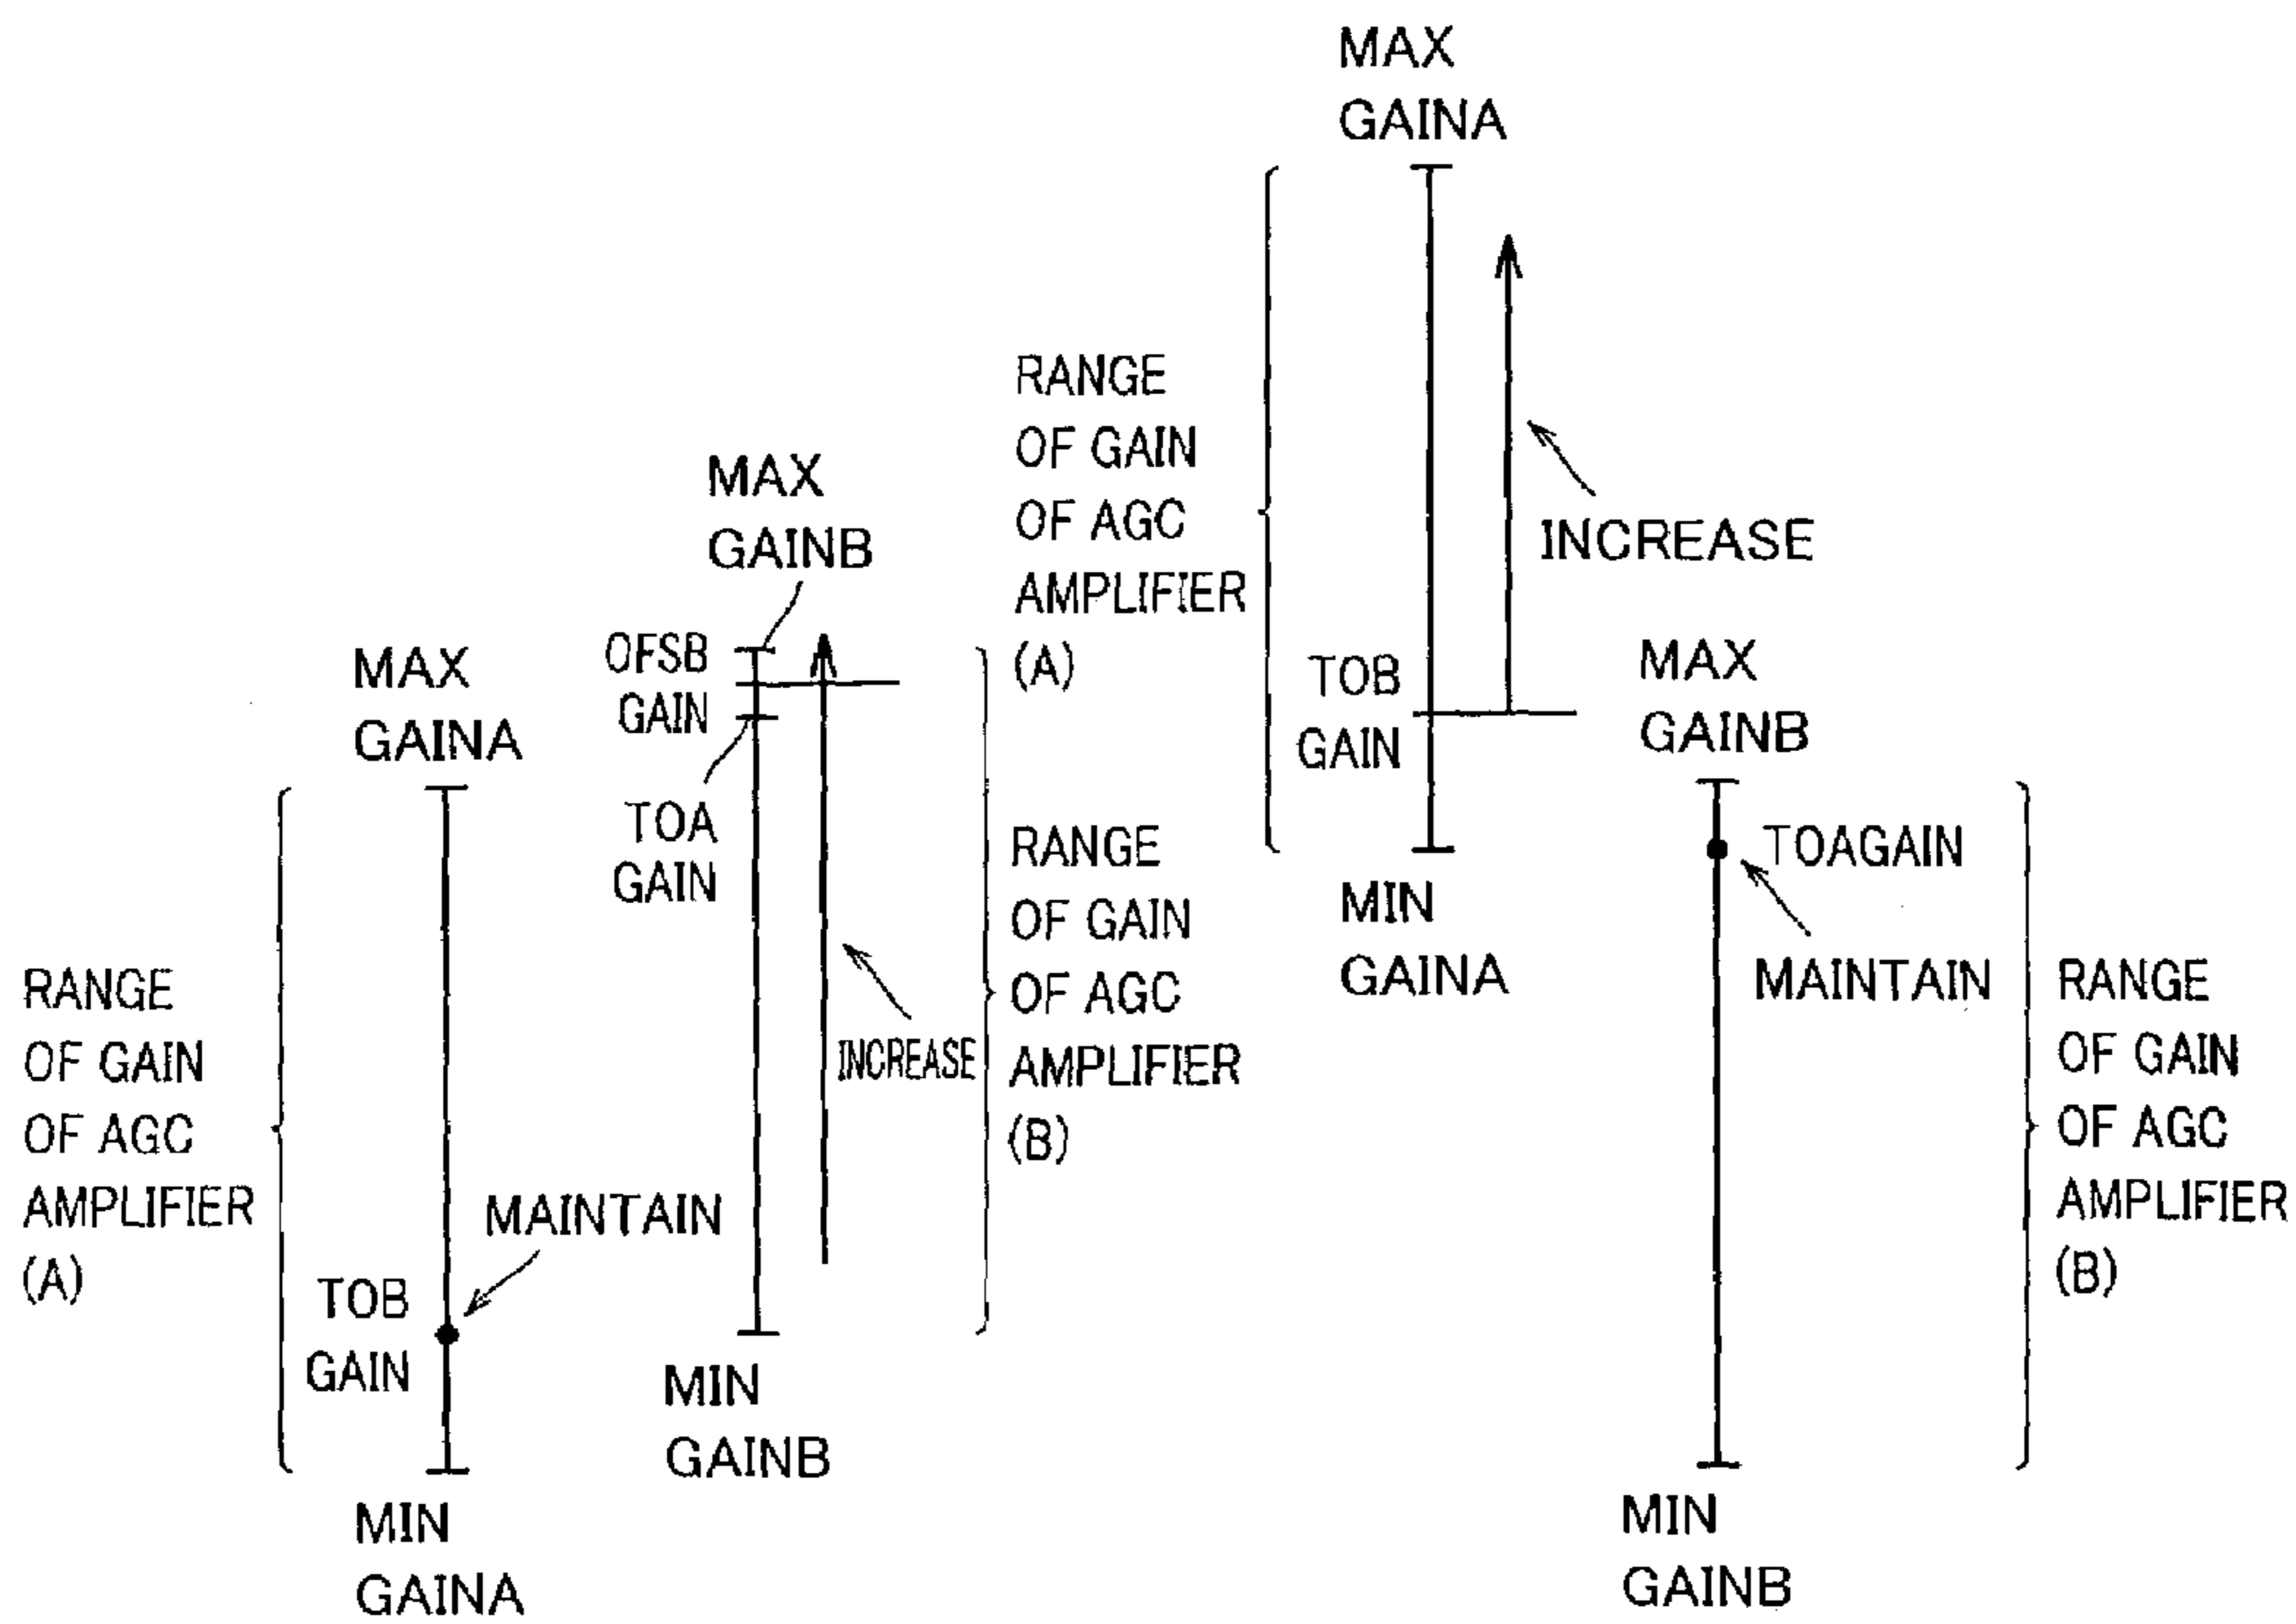 MAX
GAINA
RANGE
OF GAIN
OF AGC
AMPLIFIER
(A)
MAINTAIN
TOB
GAIN
MIN
GAINA
MAX
GAINB
OFSB
GAIN
TOA
GAIN
INCREASE
RANGE
OF GAIN
OF AGC
AMPLIFIER
(B)
MIN
GAINB
MAX
GAINA
RANGE
OF GAIN
OF AGC
AMPLIFIER
(A)
INCREASE
TOB
GAIN
MIN
GAINA
MAX
GAINB
TOAGAIN
MAINTAIN
RANGE
OF GAIN
OF AGC
AMPLIFIER
(B)
MIN
GAINB